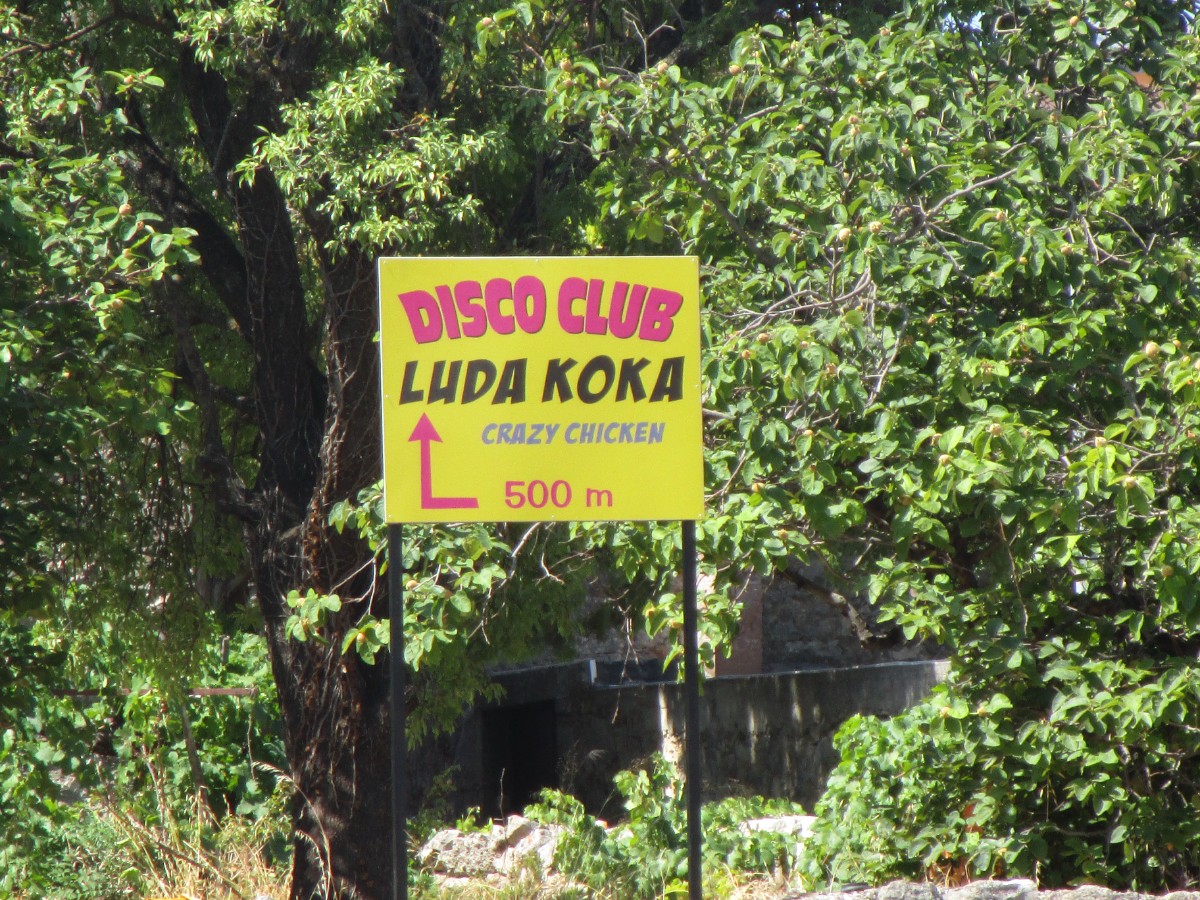 DISCO CLUB
LUDA KOKA
CRAZY CHICKEN
500 m